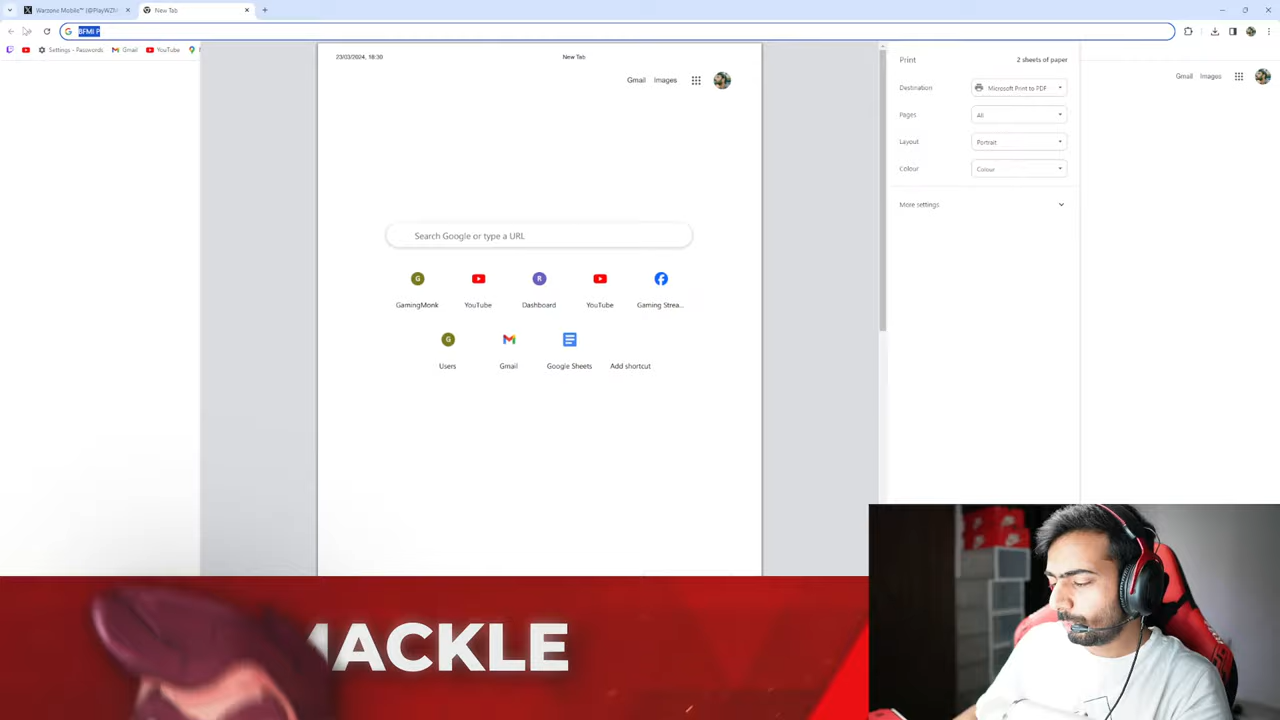 Warzone Mobile™ (@PlayWZM
New Tab
BFMI P
Settings - Passwords
Gmail
YouTube
23/03/2024, 18:30
New Tab
Gmail
Images
Search Google or type a URL
G
R
GamingMonk
YouTube
Dashboard
YouTube
Gaming Strea...
G
Users
Gmail
Google Sheets
Add shortcut
Print
2 sheets of paper
Destination
Microsoft Print to PDF
Pages
All
Layout
Portrait
Colour
Colour
More settings
Gmail
Images
MACKLE